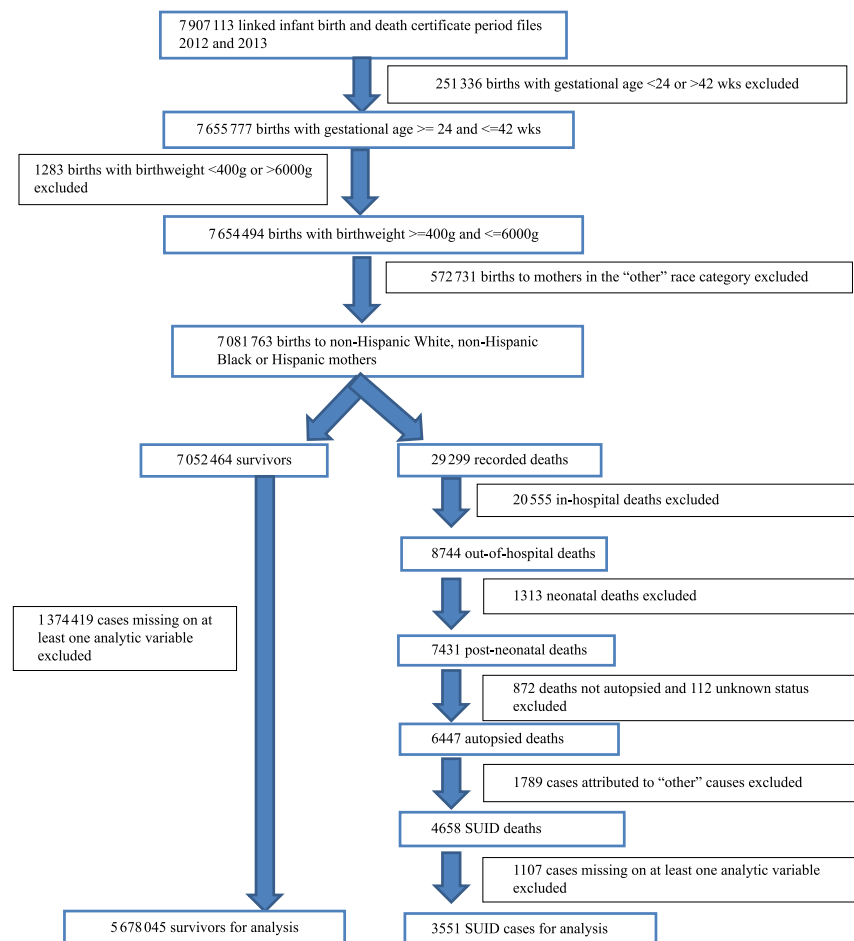 7 907 113 linked infant birth and death certificate period files
2012 and 2013
251 336 births with gestational age <24 or >42 wks excluded
7 655 777 births with gestational age >= 24 and <=42 wks
1283 births with birthweight <400g or >6000g
excluded
7 654 494 births with birthweight >=400g and <=6000g
572 731 births to mothers in the “other” race category excluded
7 081 763 births to non-Hispanic White, non-Hispanic
Black or Hispanic mothers
7 052 464 survivors
29 299 recorded deaths
20 555 in-hospital deaths excluded
8744 out-of-hospital deaths
1313 neonatal deaths excluded
1 374 419 cases missing on at
least one analytic variable
excluded
7431 post-neonatal deaths
872 deaths not autopsied and 112 unknown status
excluded
6447 autopsied deaths
1789 cases attributed to “other” causes excluded
4658 SUID deaths
1107 cases missing on at least one analytic variable
excluded
5 678 045 survivors for analysis
3551 SUID cases for analysis